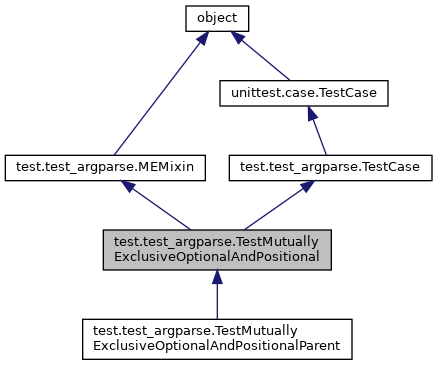 object
unittest.case.TestCase
test.test_argparse.MEMixin
test.test_argparse.TestCase
test.test_argparse.TestMutually
ExclusiveOptionalAndPositional
test.test_argparse.TestMutually
ExclusiveOptionalAndPositionalParent